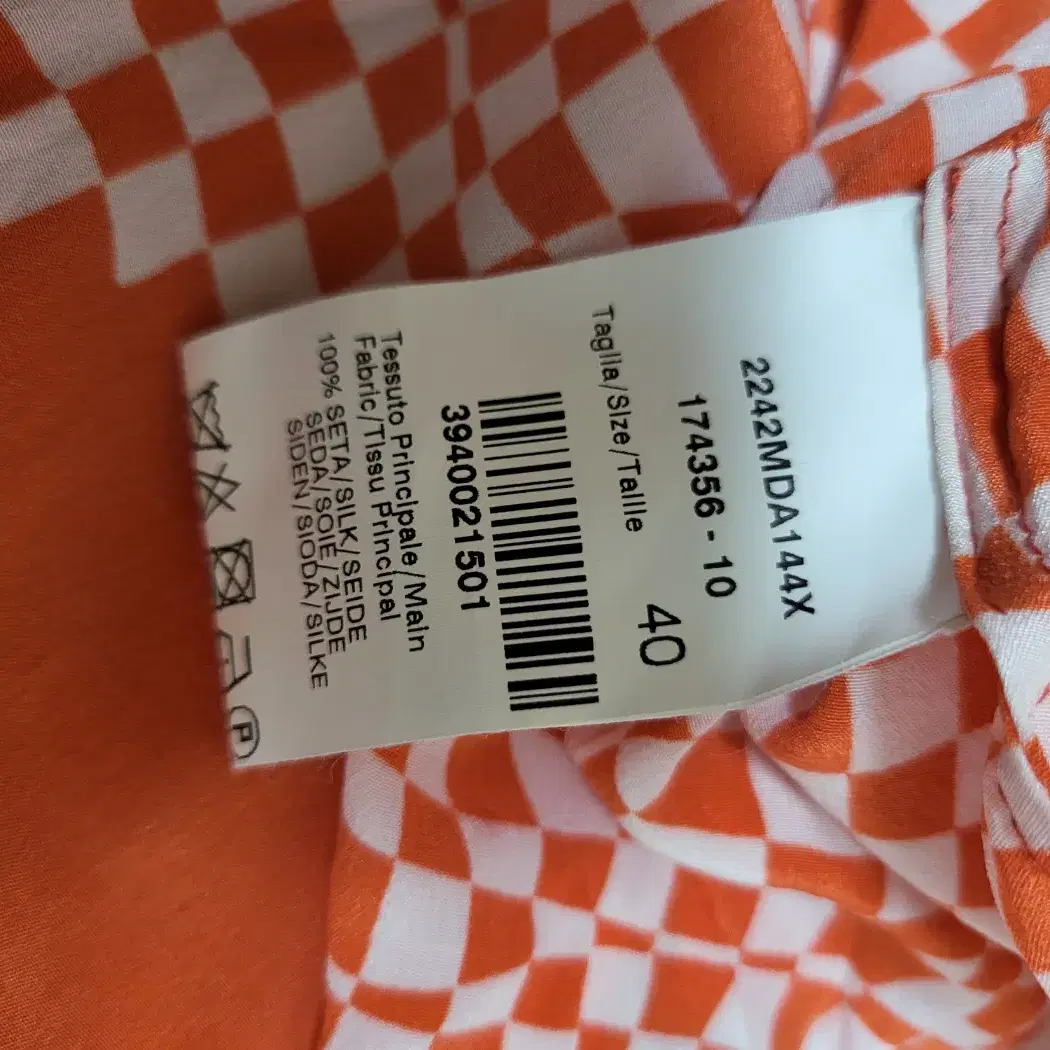 2242MDA144X
174356 - 10
Taglia/Size/Taille 40
3940021501
Tessuto Principale/Main
Fabric/Tissu Principal
100% SETA/SILK/SEIDE
SEDA/SOIE/ZIJDE
SIDEN/SIODA/SILKE
P